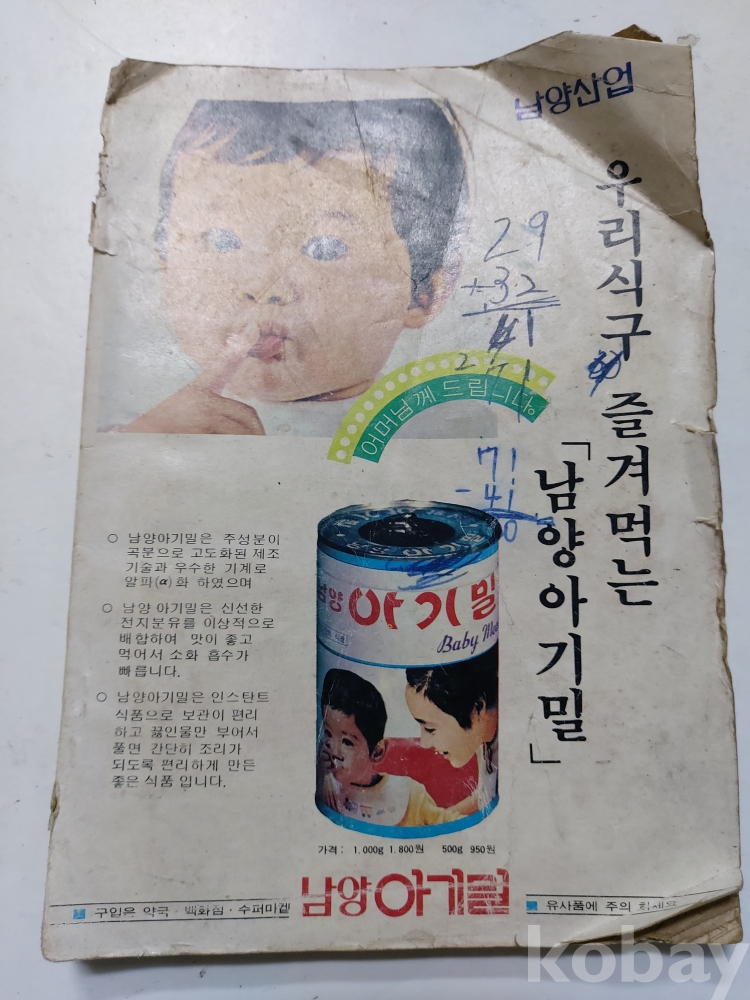 남양산업
우리식구 즐겨먹는
「남양아기밀」
29
+32
71
-41
어머님께 드립니다.
○ 남양아기밀은 주성분이
곡분으로 고도화된 제조
기술과 우수한 기계로
알파(α)화 하였으며
○ 남양 아기밀은 신선한
전지분유를 이상적으로
배합하여 맛이 좋고
먹어서 소화 흡수가
빠릅니다.
○ 남양아기밀은 인스탄트
식품으로 보관이 편리
하고 끓인물만 부어서
풀면 간단히 조리가
되도록 편리하게 만든
좋은 식품 입니다.
남양 아기밀
Baby
가격 : 1.000g 1.800원 500g 950원
구입은 약국 · 백화점 · 수퍼마켙
남양아기밀
유사품에 주의
kobay